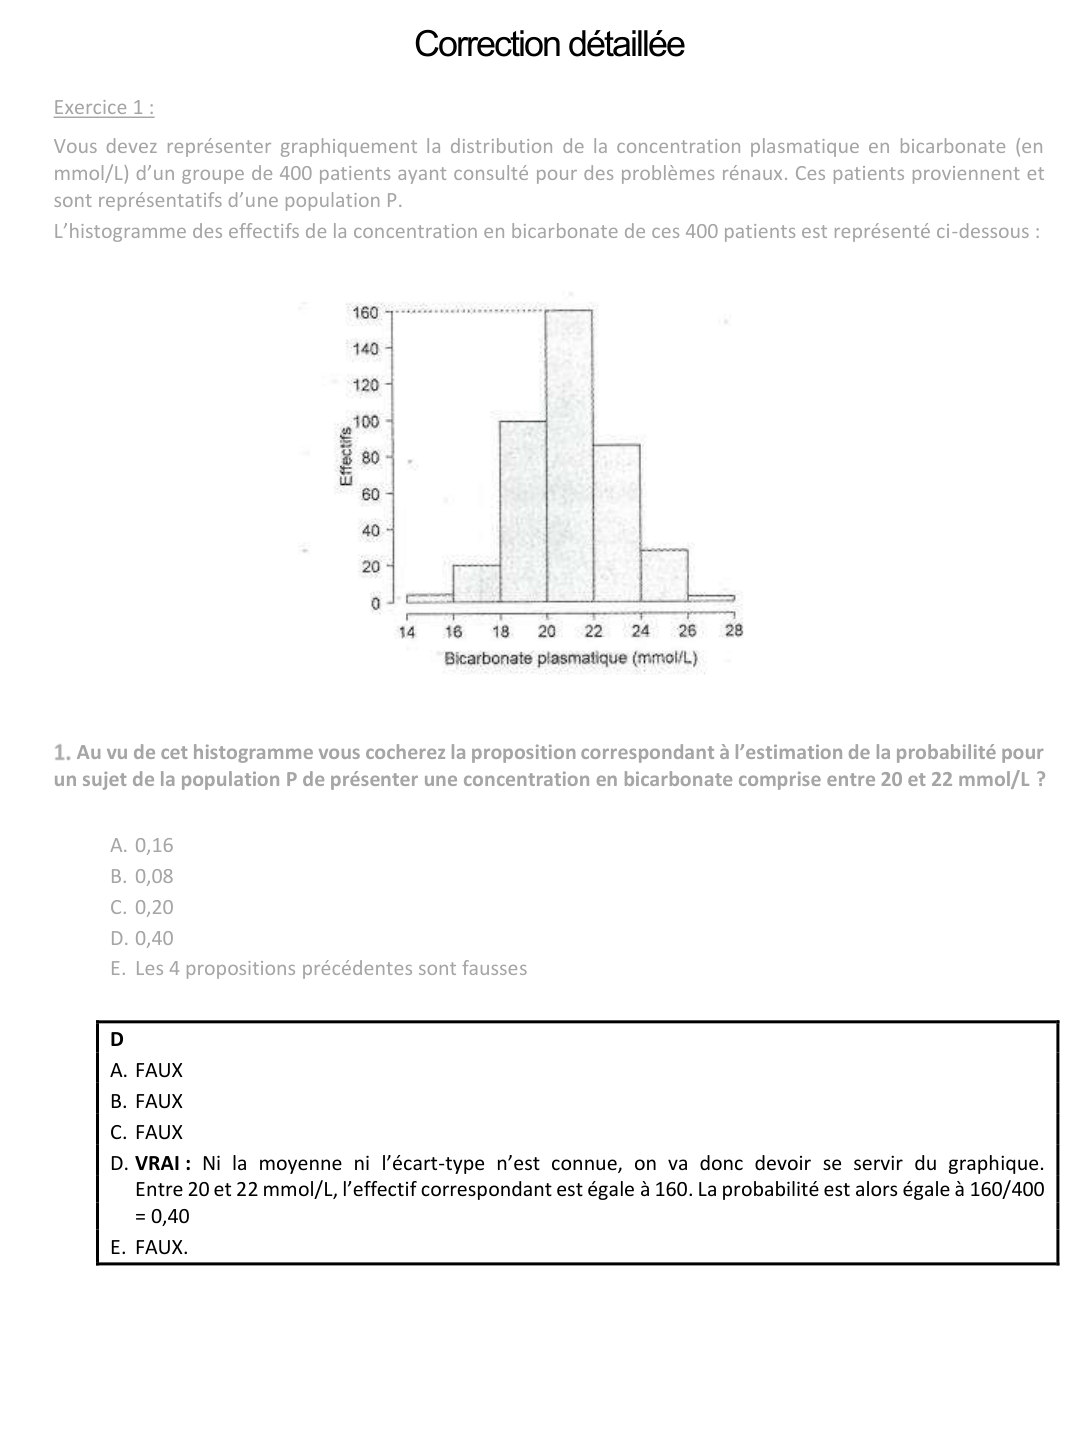 Correction détaillée
Exercice 1 :
Vous devez représenter graphiquement la distribution de la concentration plasmatique en bicarbonate (en
mmol/L) d’un groupe de 400 patients ayant consulté pour des problèmes rénaux. Ces patients proviennent et
sont représentatifs d’une population P.
L’histogramme des effectifs de la concentration en bicarbonate de ces 400 patients est représenté ci-dessous :
160
140
120
100
80
60
40
20
0
Effectifs
14 16 18 20 22 24 26 28
Bicarbonate plasmatique (mmol/L)
1. Au vu de cet histogramme vous cocherez la proposition correspondant à l’estimation de la probabilité pour
un sujet de la population P de présenter une concentration en bicarbonate comprise entre 20 et 22 mmol/L ?
A. 0,16
B. 0,08
C. 0,20
D. 0,40
E. Les 4 propositions précédentes sont fausses
D
A. FAUX
B. FAUX
C. FAUX
D. VRAI : Ni la moyenne ni l’écart-type n’est connue, on va donc devoir se servir du graphique.
Entre 20 et 22 mmol/L, l’effectif correspondant est égale à 160. La probabilité est alors égale à 160/400
= 0,40
E. FAUX.